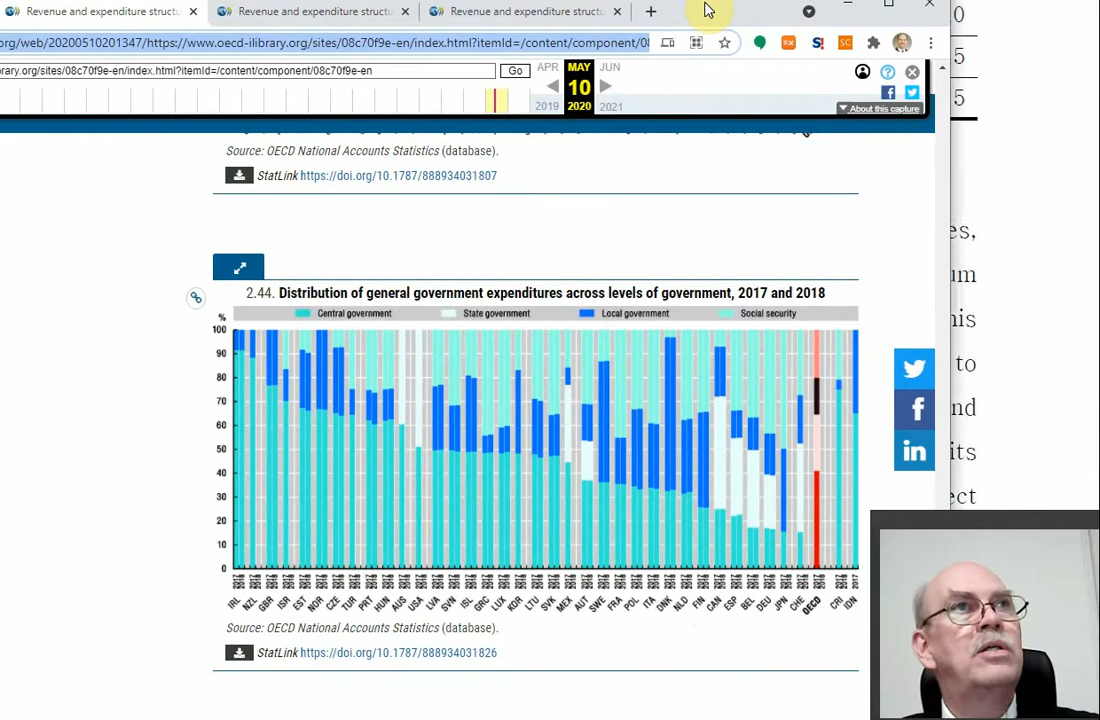 Revenue and expenditure structu
Revenue and expenditure structu
Revenue and expenditure structu
org/web/20200510201347/https://www.oecd-ilibrary.org/sites/08c70f9e-en/index.html?itemId=/content/component/08
rary.org/sites/08c70f9e-en/index.html?itemId=/content/component/08c70f9e-en
Go
APR MAY JUN
10
2019 2020 2021
About this capture
0
5
5
Source: OECD National Accounts Statistics (database).
StatLink https://doi.org/10.1787/888934031807
2.44. Distribution of general government expenditures across levels of government, 2017 and 2018
Central government State government Local government Social security
%
100
90
80
70
60
50
40
30
20
10
0
IRL NZL GBR ISR EST NOR CZE TUR PRT HUN AUS USA LVA SVN ISL GRC LUX KOR LTU SVK MEX AUT SWE FRA POL ITA DNK NLD FIN CAN ESP BEL DEU JPN CHE OECD CRI IDN
Source: OECD National Accounts Statistics (database).
StatLink https://doi.org/10.1787/888934031826
es,
um
his
to
nd
its
ect